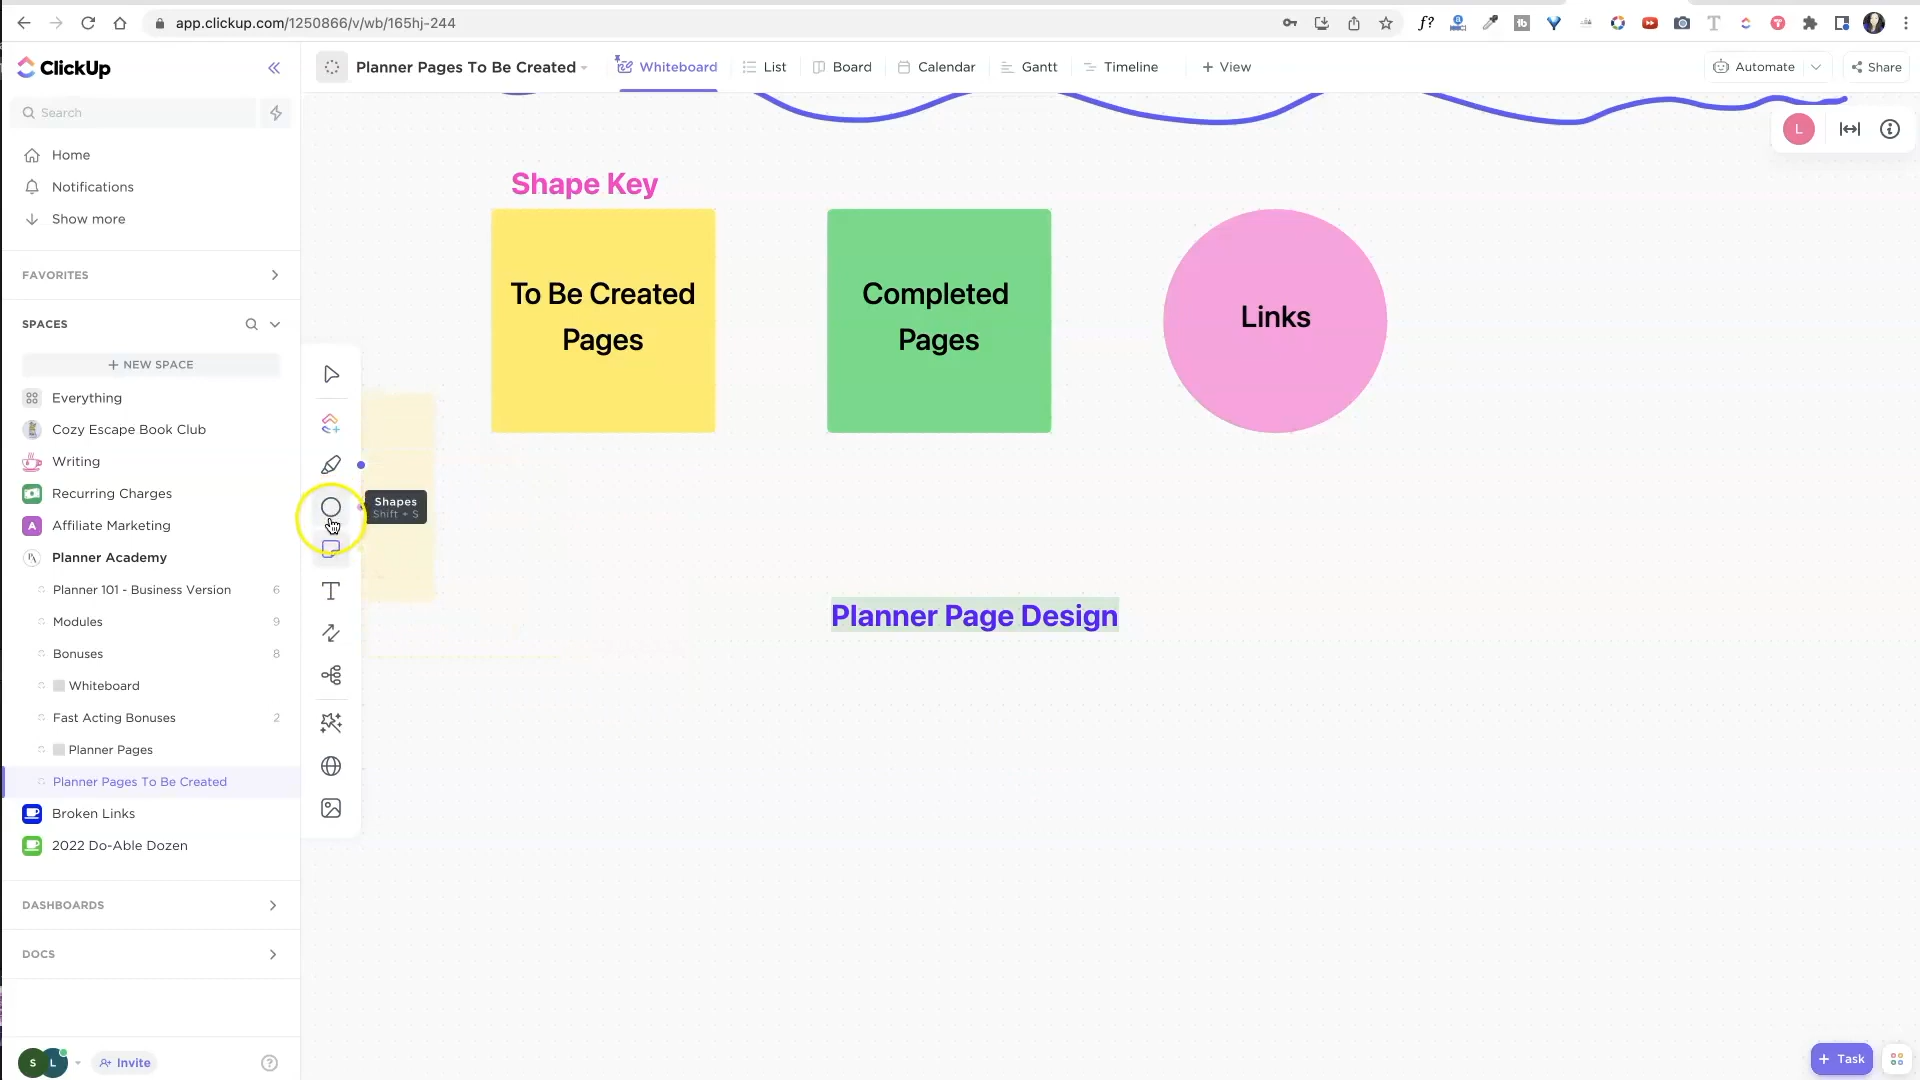 app.clickup.com/1250866/v/wb/165hj-244
ClickUp
Planner Pages To Be Created
Whiteboard
List
Board
Calendar
Gantt
Timeline
+ View
Automate
Share
Search
Home
Notifications
Show more
FAVORITES
SPACES
+ NEW SPACE
Everything
Cozy Escape Book Club
Writing
Recurring Charges
A Affiliate Marketing
Planner Academy
Planner 101 - Business Version 6
Modules 9
Bonuses 8
Whiteboard
Fast Acting Bonuses 2
Planner Pages
Planner Pages To Be Created
Broken Links
2022 Do-Able Dozen
DASHBOARDS
DOCS
S L
Invite
L
Shape Key
To Be Created
Pages
Completed
Pages
Links
Shapes
Shift + S
Planner Page Design
+ Task